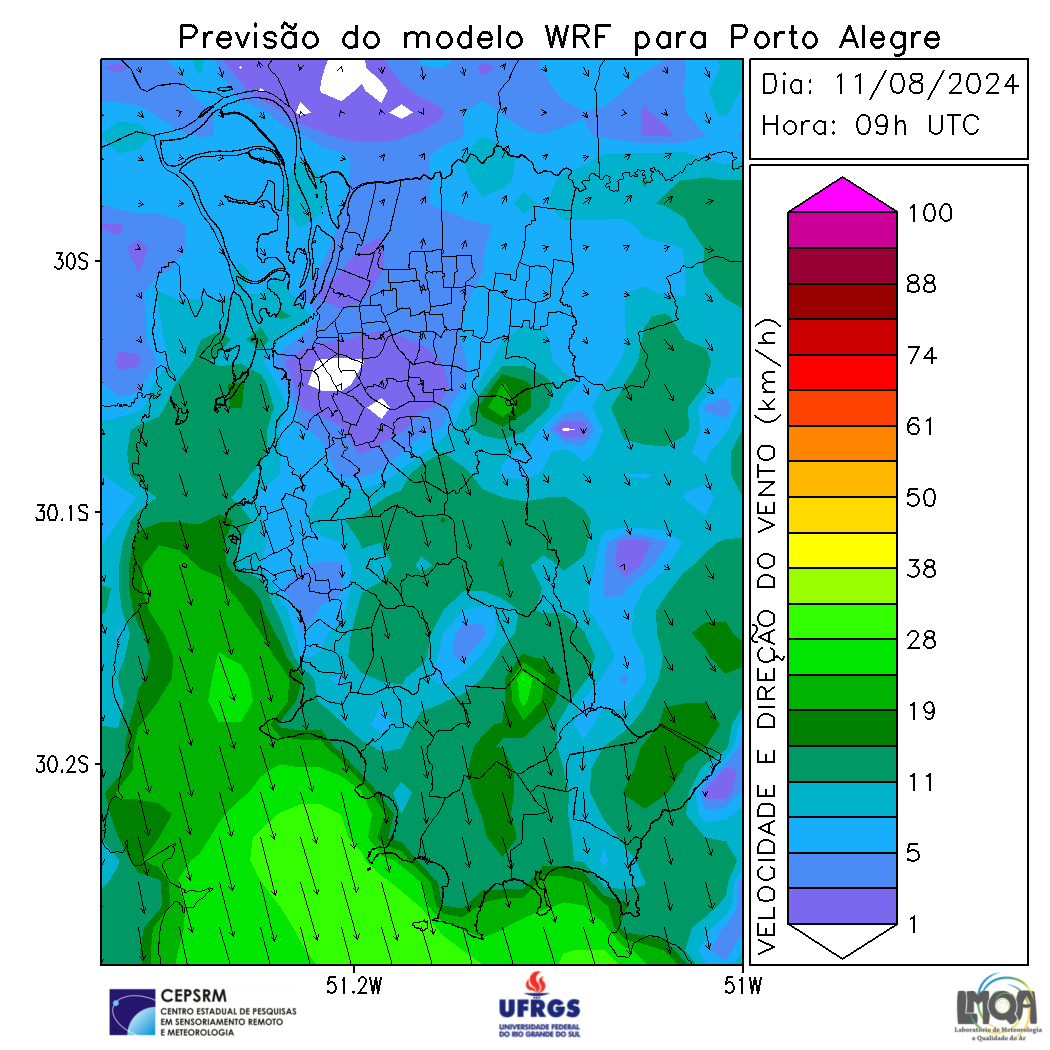 Previsão do modelo WRF para Porto Alegre
Dia: 11/08/2024
Hora: 09h UTC
30S
30.1S
30.2S
51.2W
51W
VELOCIDADE E DIREÇÃO DO VENTO (km/h)
100
88
74
61
50
38
28
19
11
5
1
CEPSRM
CENTRO ESTADUAL DE PESQUISAS
EM SENSORIAMENTO REMOTO
E METEOROLOGIA
UFRGS
UNIVERSIDADE FEDERAL
DO RIO GRANDE DO SUL
LMQA
Laboratório de Meteorologia
e Qualidade do Ar